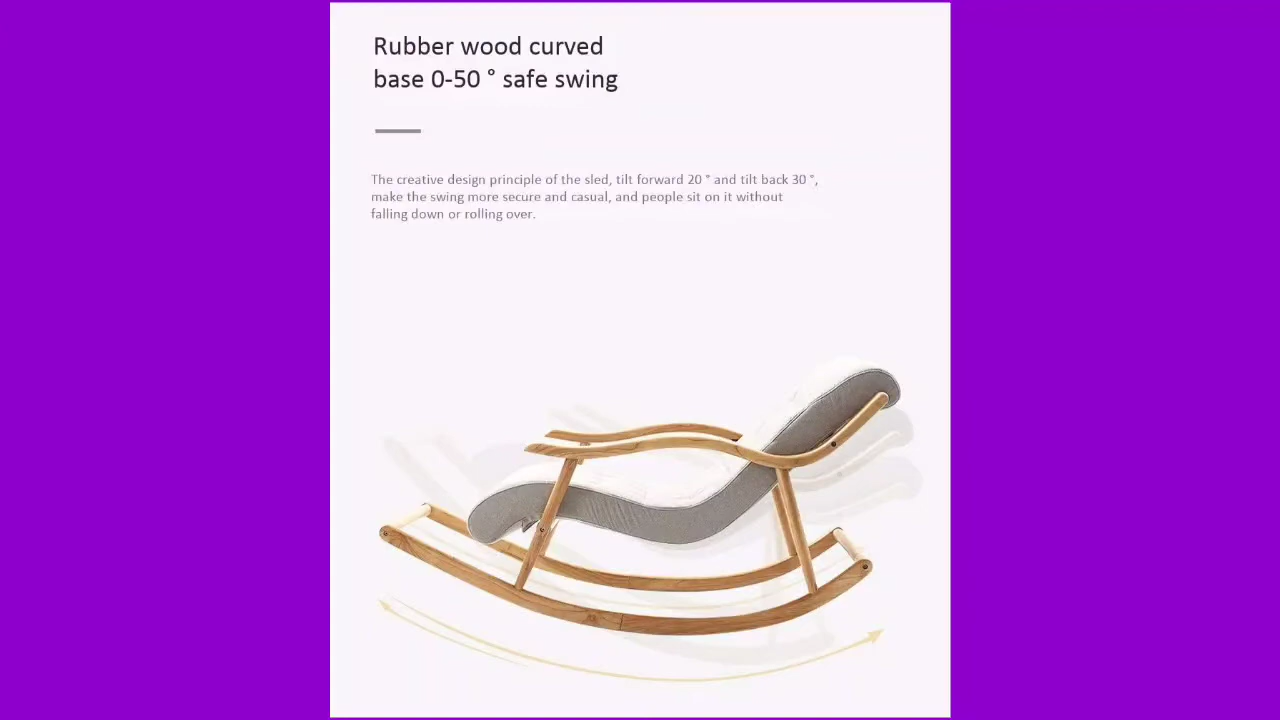 Rubber wood curved
base 0-50 ° safe swing
The creative design principle of the sled, tilt forward 20 ° and tilt back 30 °,
make the swing more secure and casual, and people sit on it without
falling down or rolling over.